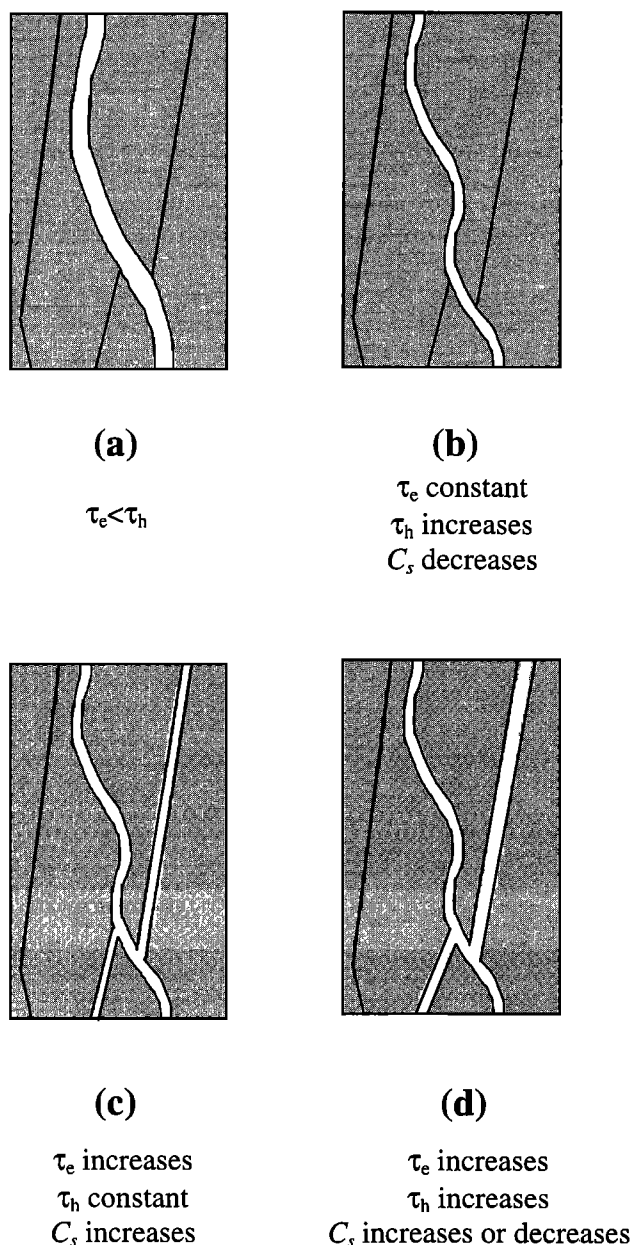 (a)
τₑ<τₕ
(b)
τₑ constant
τₕ increases
Cₛ decreases
(c)
τₑ increases
τₕ constant
Cₛ increases
(d)
τₑ increases
τₕ increases
Cₛ increases or decreases